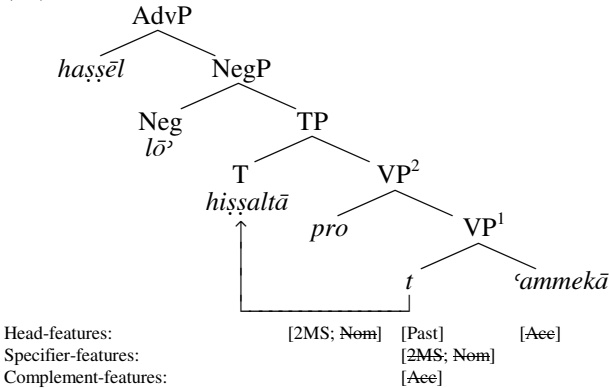 AdvP
haṣṣēl NegP
Neg TP
lōʾ
T VP²
hiṣṣaltā
pro VP¹
t ʿammekā
Head-features: [2MS; Nom] [Past] [Acc]
Specifier-features: [2MS; Nom]
Complement-features: [Acc]